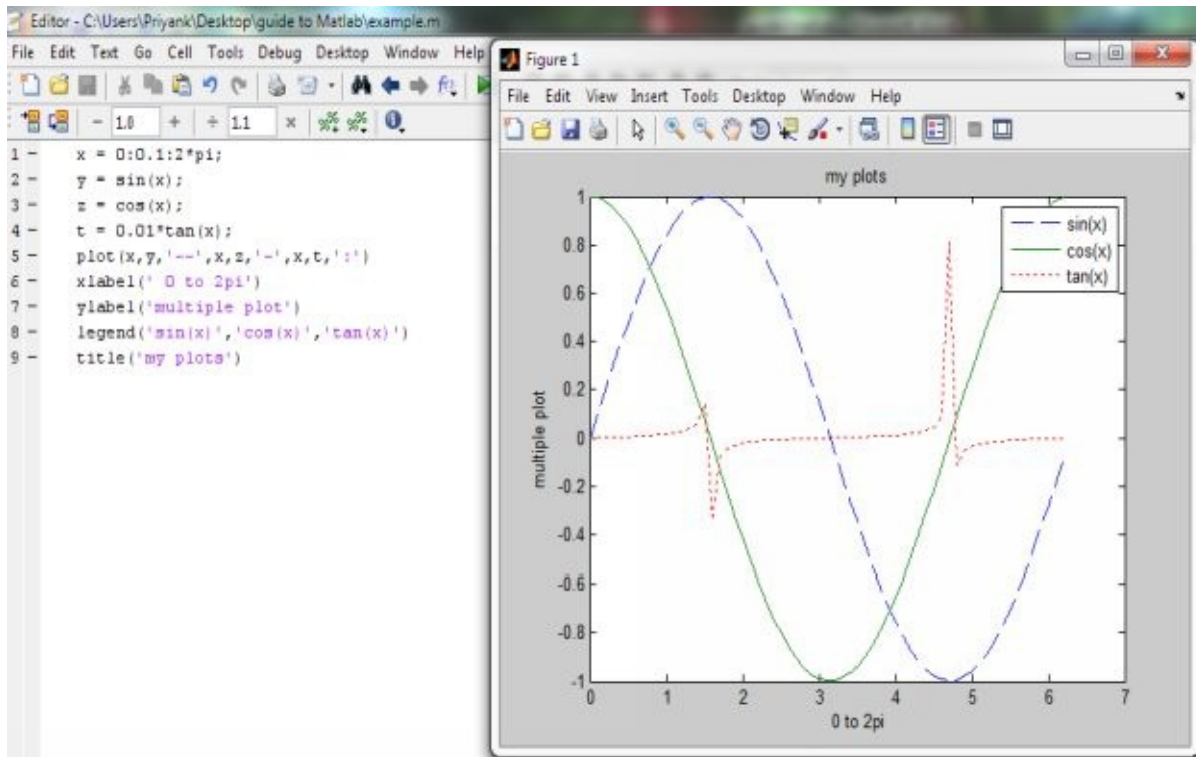 Editor - C:\Users\Priyank\Desktop\guide to Matlab\example.m
File Edit Text Go Cell Tools Debug Desktop Window Help
- 1.0 + ÷ 1.1 ×
1 - x = 0:0.1:2*pi;
2 - y = sin(x);
3 - z = cos(x);
4 - t = 0.01*tan(x);
5 - plot(x,y,'--',x,z,'-',x,t,':')
6 - xlabel(' 0 to 2pi')
7 - ylabel('multiple plot')
8 - legend('sin(x)','cos(x)','tan(x)')
9 - title('my plots')
Figure 1
File Edit View Insert Tools Desktop Window Help
my plots
sin(x)
cos(x)
tan(x)
multiple plot
1
0.8
0.6
0.4
0.2
0
-0.2
-0.4
-0.6
-0.8
-1
0 1 2 3 4 5 6 7
0 to 2pi